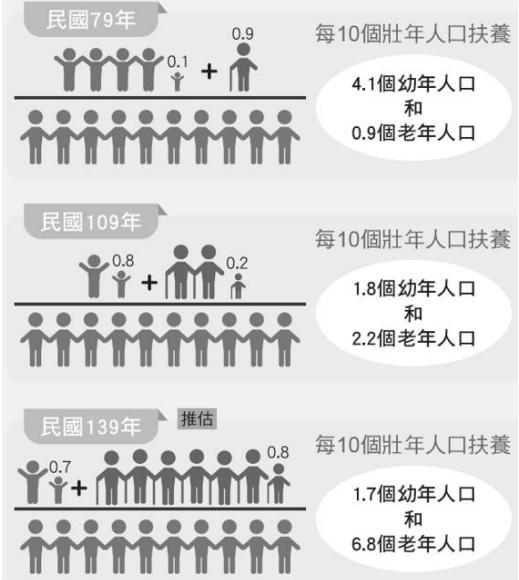 民國79年
0.1
+
0.9
每10個壯年人口扶養
4.1個幼年人口
和
0.9個老年人口
民國109年
0.8
+
0.2
每10個壯年人口扶養
1.8個幼年人口
和
2.2個老年人口
民國139年
推估
0.7
+
0.8
每10個壯年人口扶養
1.7個幼年人口
和
6.8個老年人口